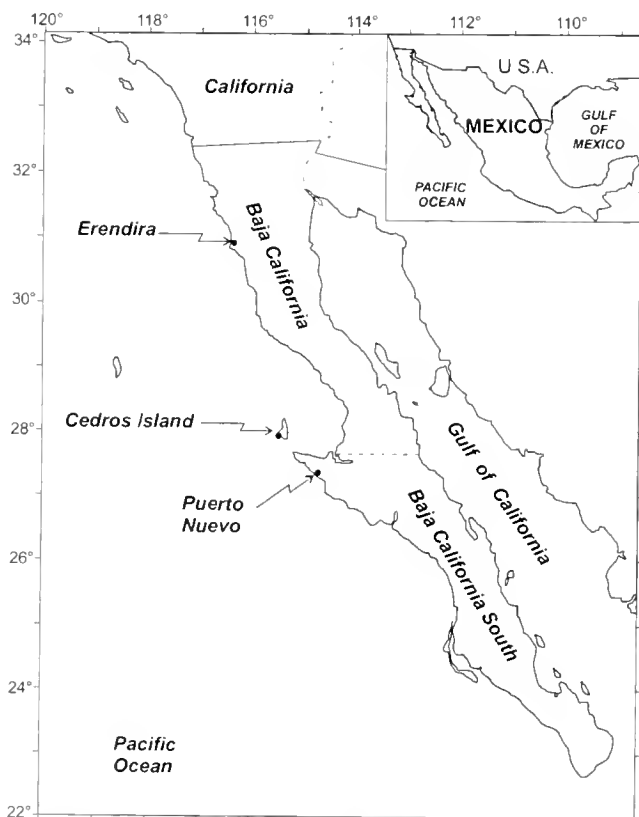 120° 118° 116° 114° 112° 110°
34°
32°
30°
28°
26°
24°
22°
California
U.S.A.
MEXICO
GULF
OF
MEXICO
PACIFIC
OCEAN
Erendira
Baja California
Cedros Island
Puerto
Nuevo
Gulf of California
Baja California South
Pacific
Ocean